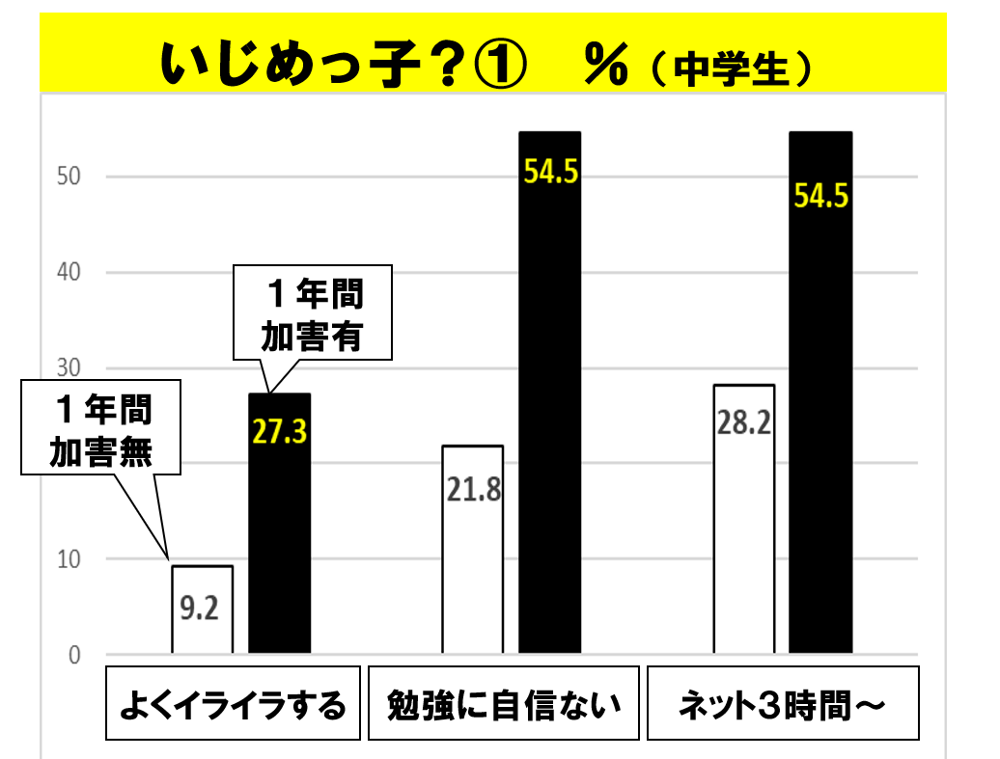 いじめっ子？① %（中学生）
50
40
30
10
0
54.5
54.5
１年間
加害有
１年間
加害無
27.3
28.2
21.8
9.2
よくイライラする
勉強に自信ない
ネット３時間～